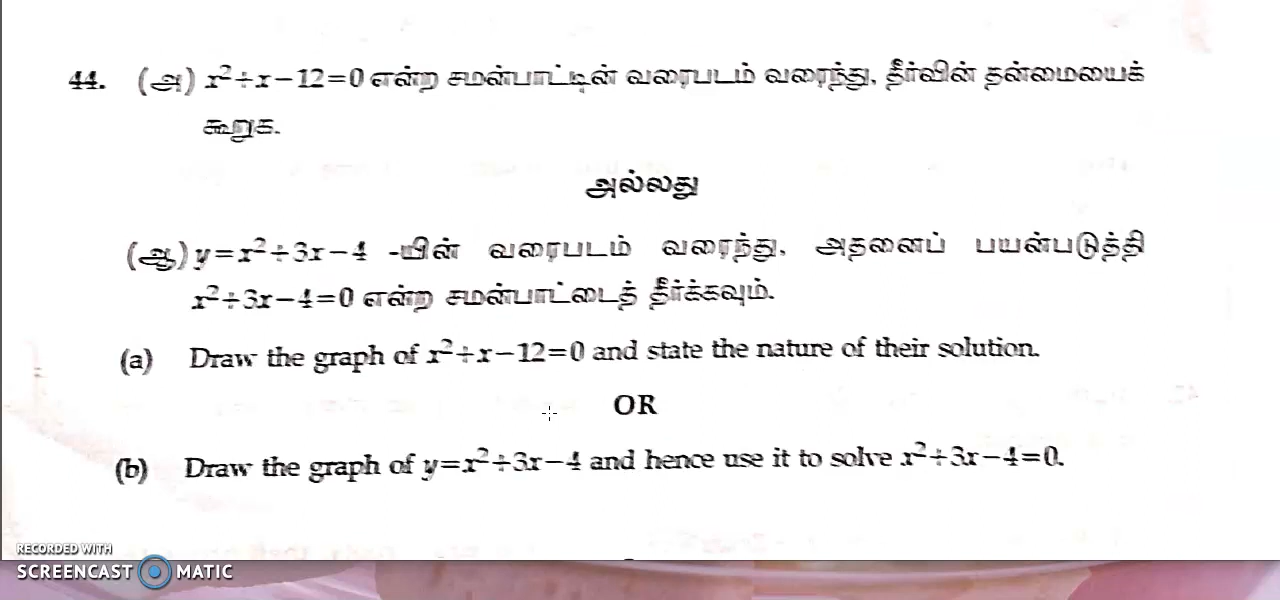 44. (அ) x²+x−12=0 என்ற சமன்பாட்டின் வரைபடம் வரைந்து, தீர்வின் தன்மையைக்
கூறுக.
அல்லது
(ஆ) y=x²+3x−4 -யின் வரைபடம் வரைந்து, அதனைப் பயன்படுத்தி
x²+3x−4=0 என்ற சமன்பாட்டைத் தீர்க்கவும்.
(a) Draw the graph of x²+x−12=0 and state the nature of their solution.
OR
(b) Draw the graph of y=x²+3x−4 and hence use it to solve x²+3x−4=0.
RECORDED WITH
SCREENCAST MATIC